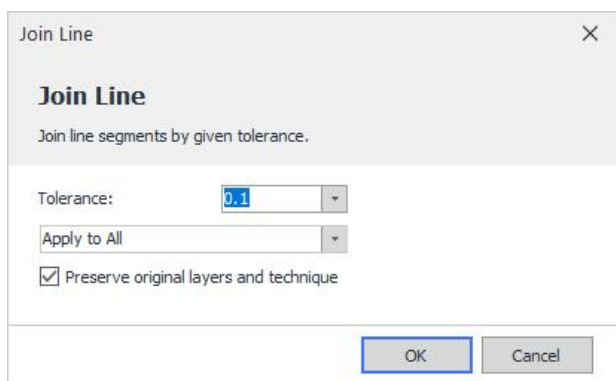 Join Line
Join Line
Join line segments by given tolerance.
Tolerance: 0.1
Apply to All
Preserve original layers and technique
OK Cancel